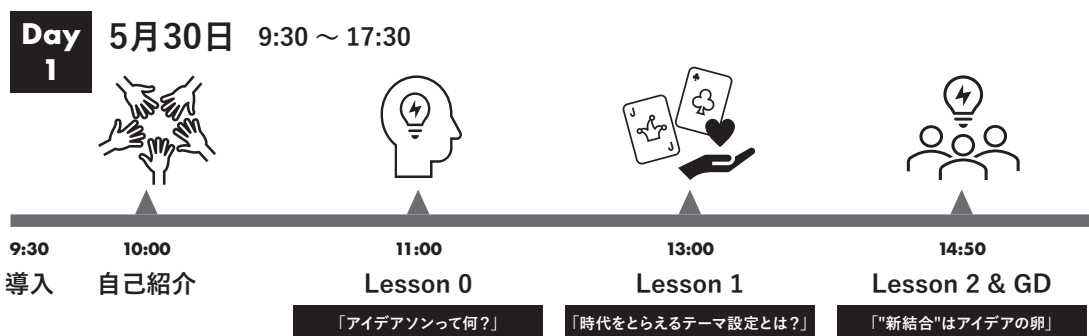 Day
1
5月30日 9:30 ～ 17:30
J
J
9:30 10:00 11:00 13:00 14:50
導入 自己紹介 Lesson 0 Lesson 1 Lesson 2 & GD
「アイデアソンって何？」 「時代をとらえるテーマ設定とは？」 「"新結合"はアイデアの卵」